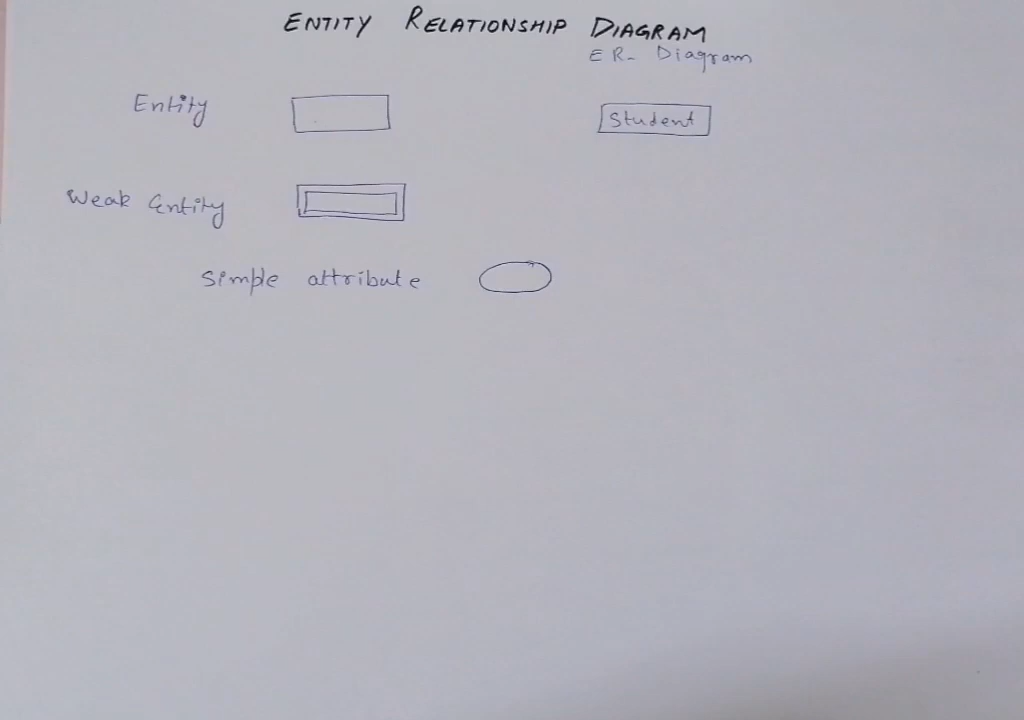 ENTITY RELATIONSHIP DIAGRAM
ER- Diagram
Entity
Student
Weak Entity
Simple attribute